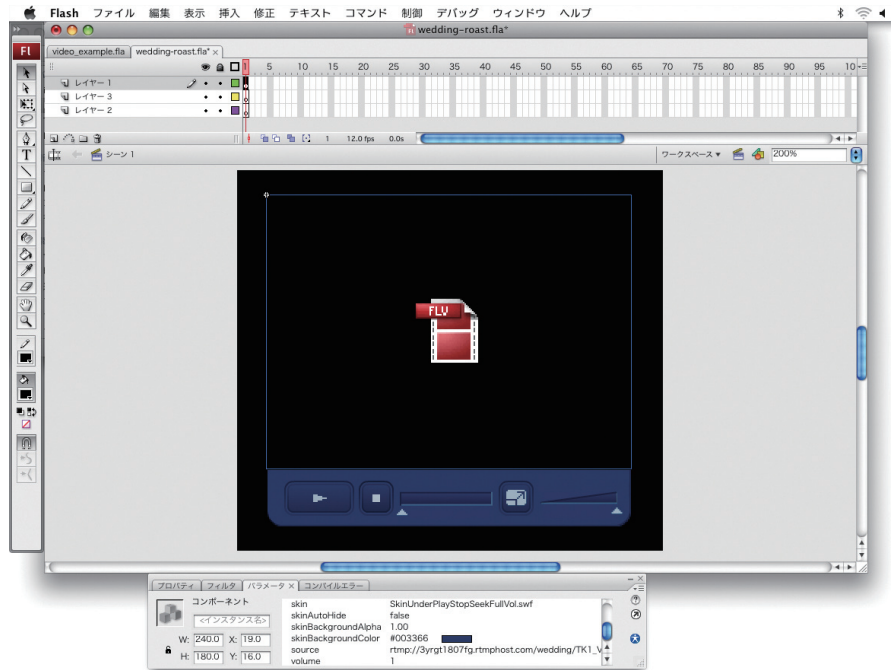 Flash ファイル 編集 表示 挿入 修正 テキスト コマンド 制御 デバッグ ウィンドウ ヘルプ
wedding-roast.fla*
Fl
video_example.fla wedding-roast.fla* ×
1 5 10 15 20 25 30 35 40 45 50 55 60 65 70 75 80 85 90 95 10
レイヤー 1
レイヤー 3
レイヤー 2
1 12.0 fps 0.0s
シーン 1 ワークスペース ▼ 200%
FLV
プロパティ フィルタ パラメータ × コンパイルエラー
コンポーネント
<インスタンス名>
W: 240.0 X: 19.0
H: 180.0 Y: 16.0
skin SkinUnderPlayStopSeekFullVol.swf
skinAutoHide false
skinBackgroundAlpha 1.00
skinBackgroundColor #003366
source rtmp://3yrgt1807fg.rtmphost.com/wedding/TK1_V
volume 1